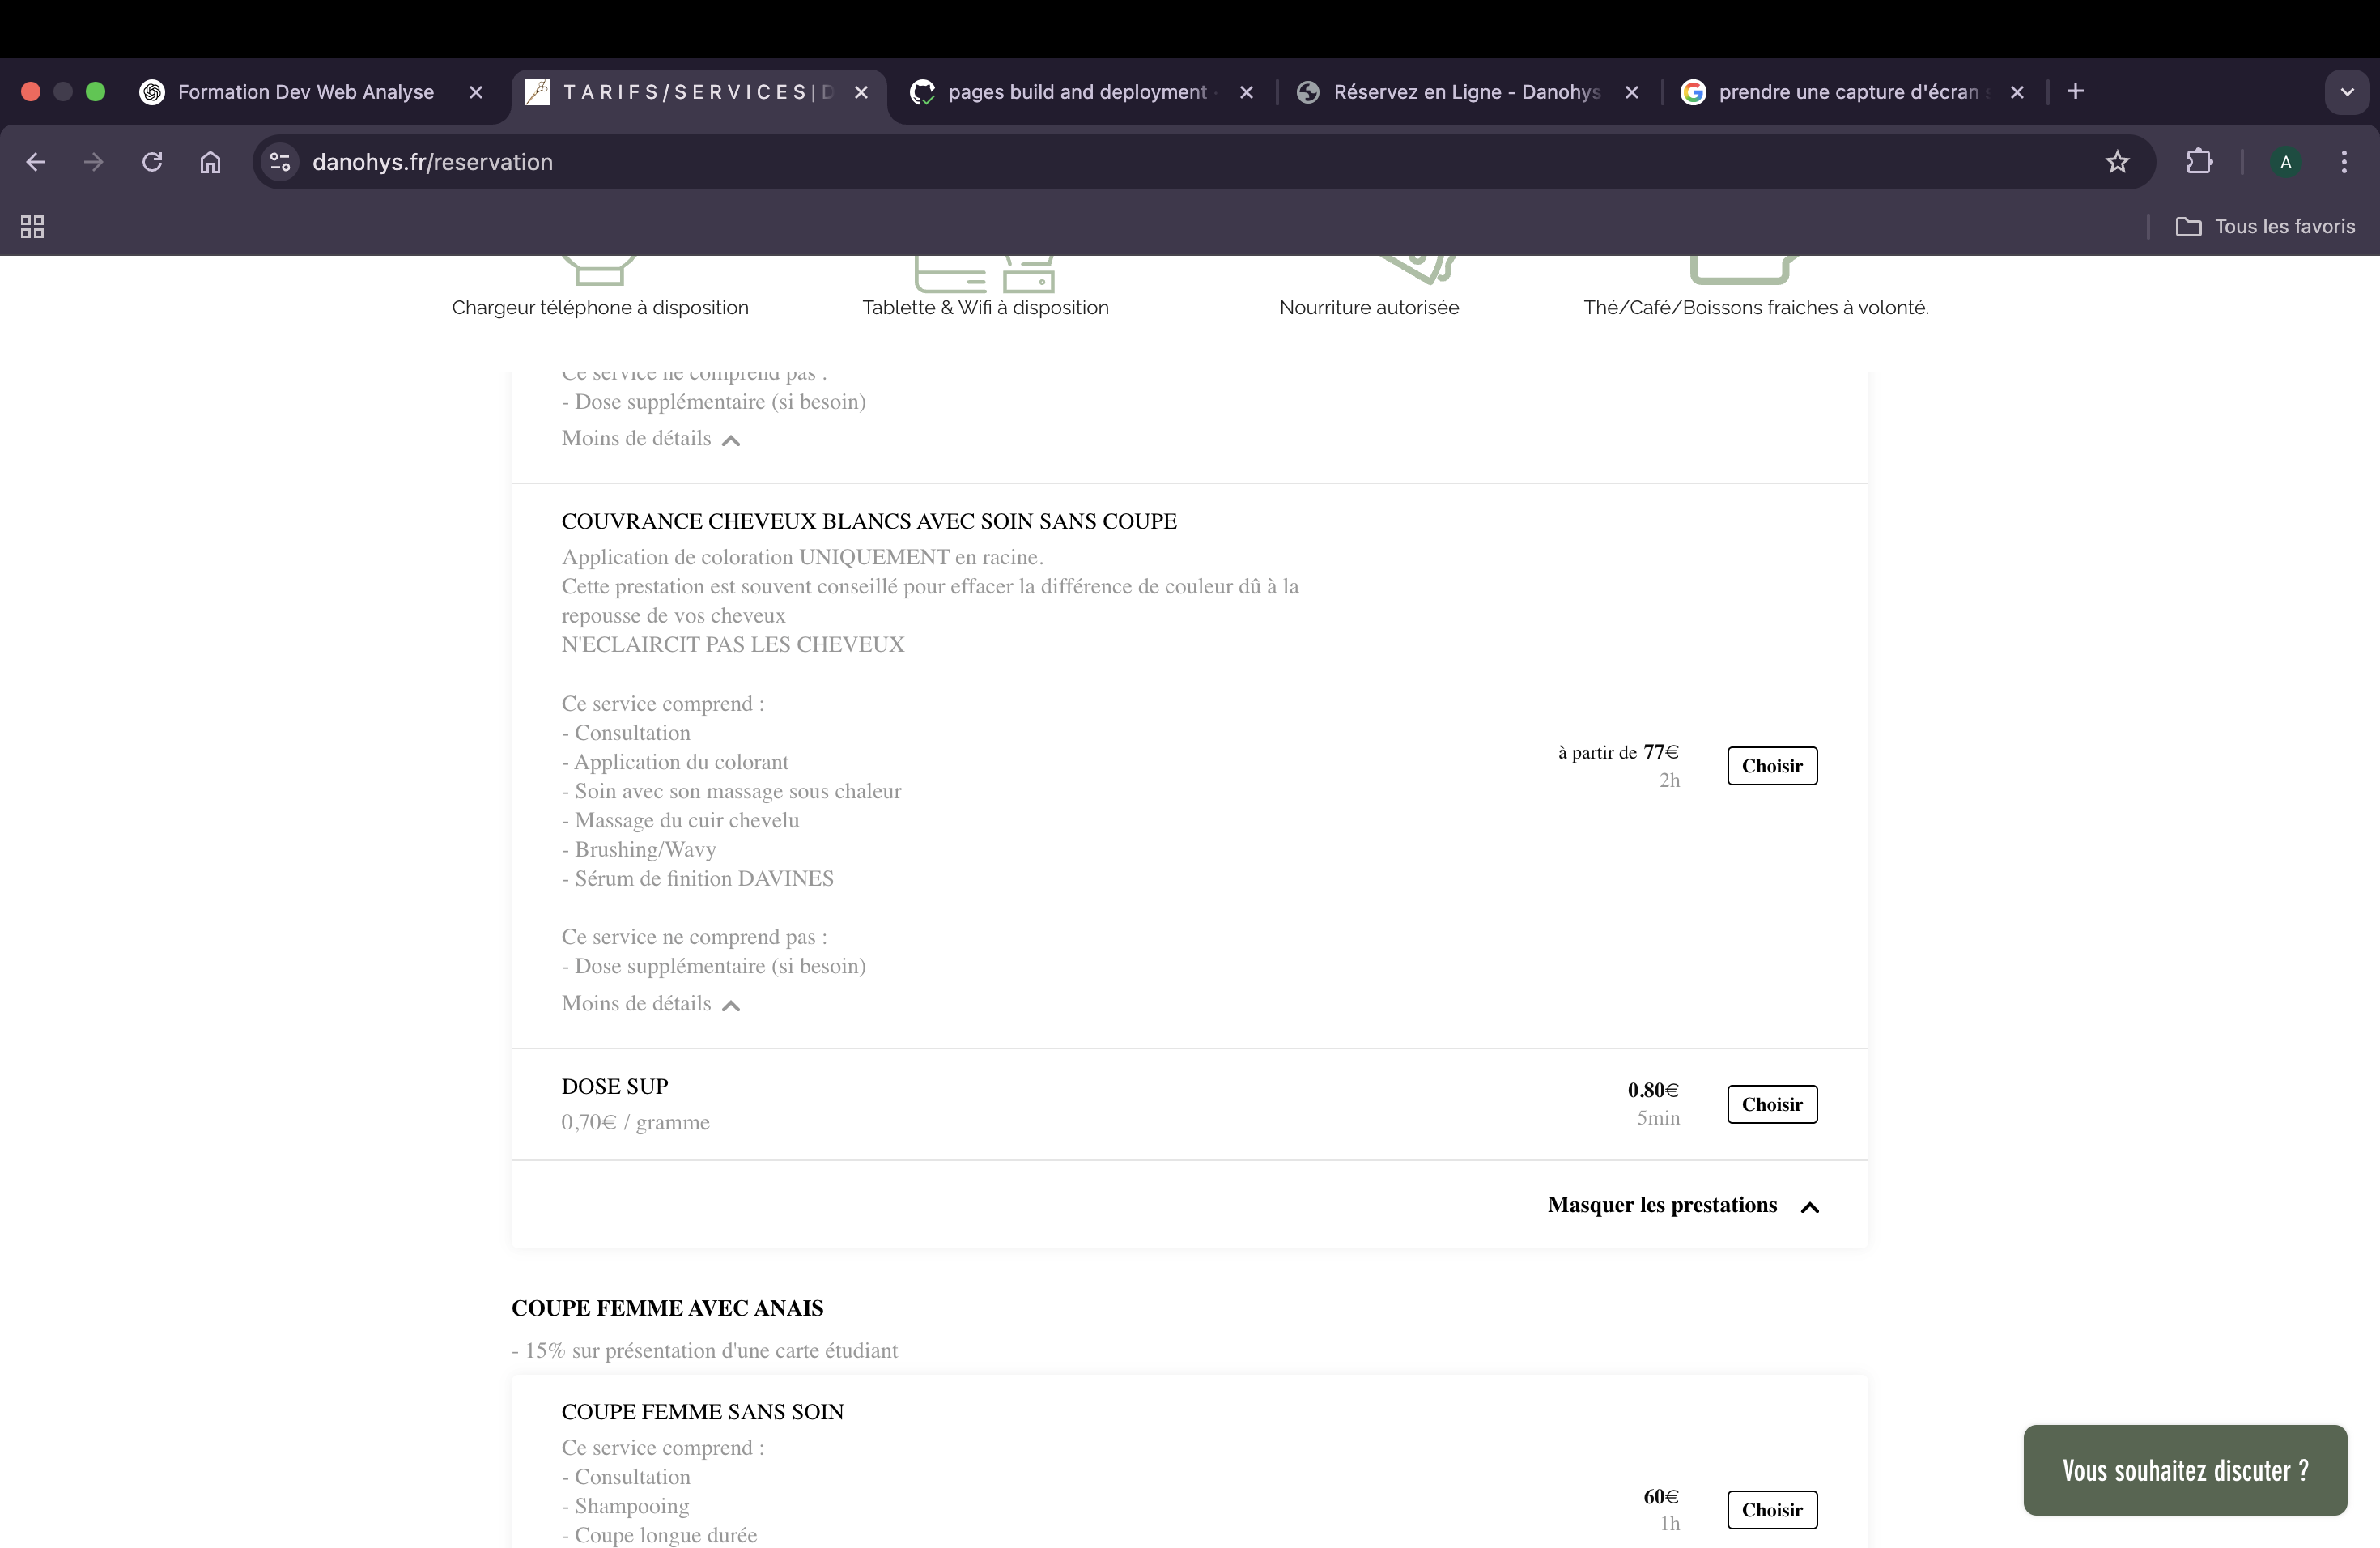 Formation Dev Web Analyse
T A R I F S / S E R V I C E S | D
pages build and deployment
Réservez en Ligne - Danohys
prendre une capture d'écran s
danohys.fr/reservation
A
Tous les favoris
Chargeur téléphone à disposition
Tablette & Wifi à disposition
Nourriture autorisée
Thé/Café/Boissons fraiches à volonté.
Ce service ne comprend pas :
- Dose supplémentaire (si besoin)
Moins de détails
COUVRANCE CHEVEUX BLANCS AVEC SOIN SANS COUPE
Application de coloration UNIQUEMENT en racine.
Cette prestation est souvent conseillé pour effacer la différence de couleur dû à la
repousse de vos cheveux
N'ECLAIRCIT PAS LES CHEVEUX
Ce service comprend :
- Consultation
- Application du colorant
- Soin avec son massage sous chaleur
- Massage du cuir chevelu
- Brushing/Wavy
- Sérum de finition DAVINES
à partir de 77€
2h
Choisir
Ce service ne comprend pas :
- Dose supplémentaire (si besoin)
Moins de détails
DOSE SUP
0,70€ / gramme
0.80€
5min
Choisir
Masquer les prestations
COUPE FEMME AVEC ANAIS
- 15% sur présentation d'une carte étudiant
COUPE FEMME SANS SOIN
Ce service comprend :
- Consultation
- Shampooing
- Coupe longue durée
60€
1h
Choisir
Vous souhaitez discuter ?